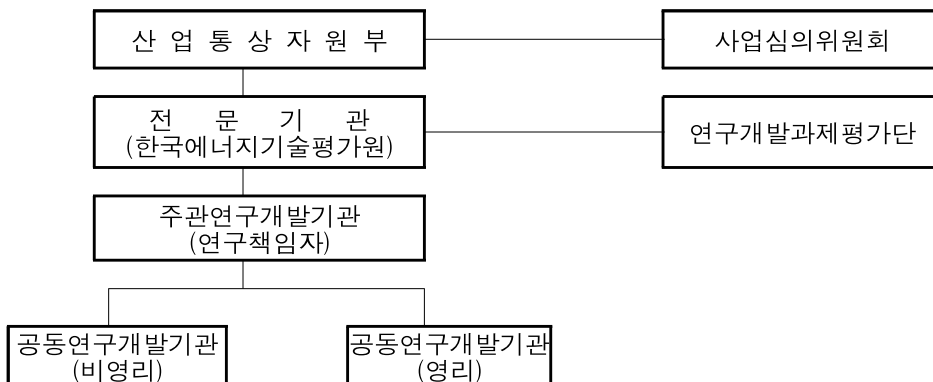 산 업 통 상 자 원 부
사업심의위원회
전 문 기 관
(한국에너지기술평가원)
연구개발과제평가단
주관연구개발기관
(연구책임자)
공동연구개발기관
(비영리)
공동연구개발기관
(영리)